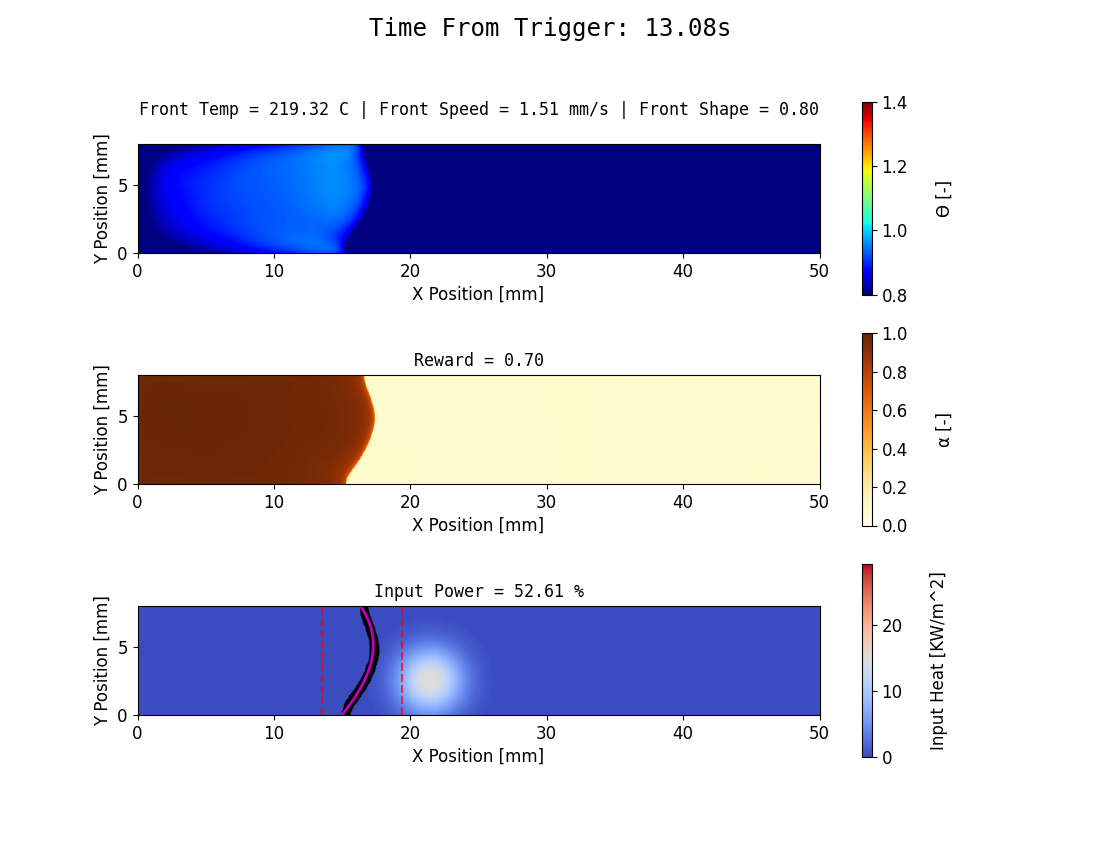 Time From Trigger: 13.08s
Front Temp = 219.32 C | Front Speed = 1.51 mm/s | Front Shape = 0.80
Y Position [mm]
5
0
0 10 20 30 40 50
X Position [mm]
1.4
1.2
1.0
0.8
Θ [-]
Reward = 0.70
Y Position [mm]
5
0
0 10 20 30 40 50
X Position [mm]
1.0
0.8
0.6
0.4
0.2
0.0
α [-]
Input Power = 52.61 %
Y Position [mm]
5
0
0 10 20 30 40 50
X Position [mm]
20
10
0
Input Heat [KW/m^2]